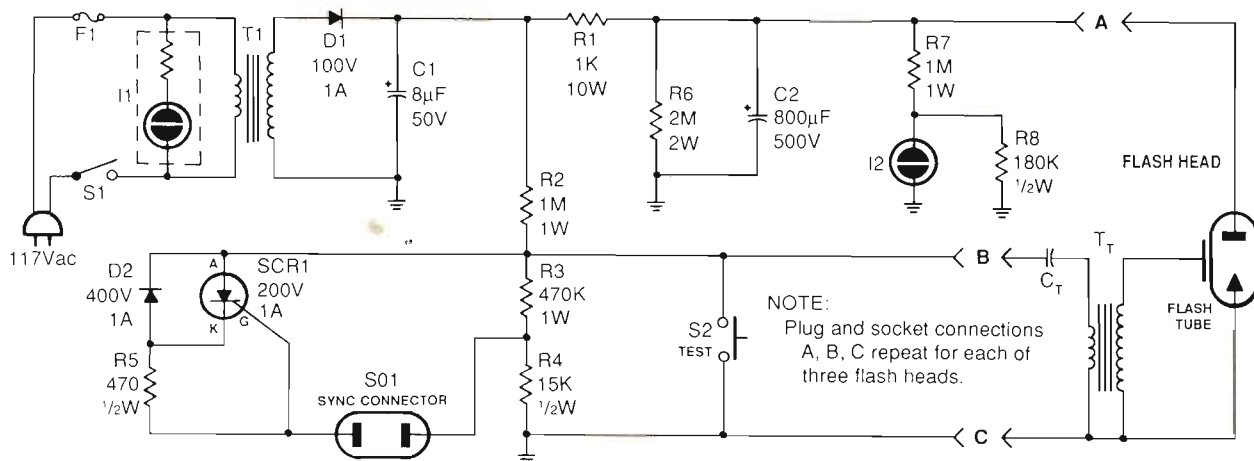 F1
I1
S1
117Vac
T1
D1
100V
1A
C1
+
8µF
50V
R1
1K
10W
R6
2M
2W
C2
+
800µF
500V
R7
1M
1W
I2
R8
180K
½W
A
FLASH HEAD
R2
1M
1W
D2
400V
1A
A
SCR1
200V
1A
K
G
R3
470K
1W
S2
TEST
B
C_T
T_T
FLASH
TUBE
NOTE:
Plug and socket connections
A, B, C repeat for each of
three flash heads.
R5
470
½W
S01
SYNC CONNECTOR
R4
15K
½W
C